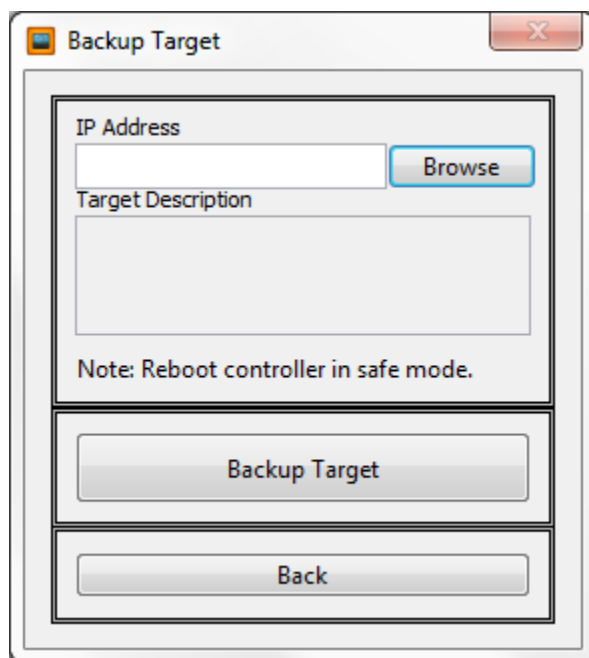 Backup Target
IP Address
Browse
Target Description
Note: Reboot controller in safe mode.
Backup Target
Back